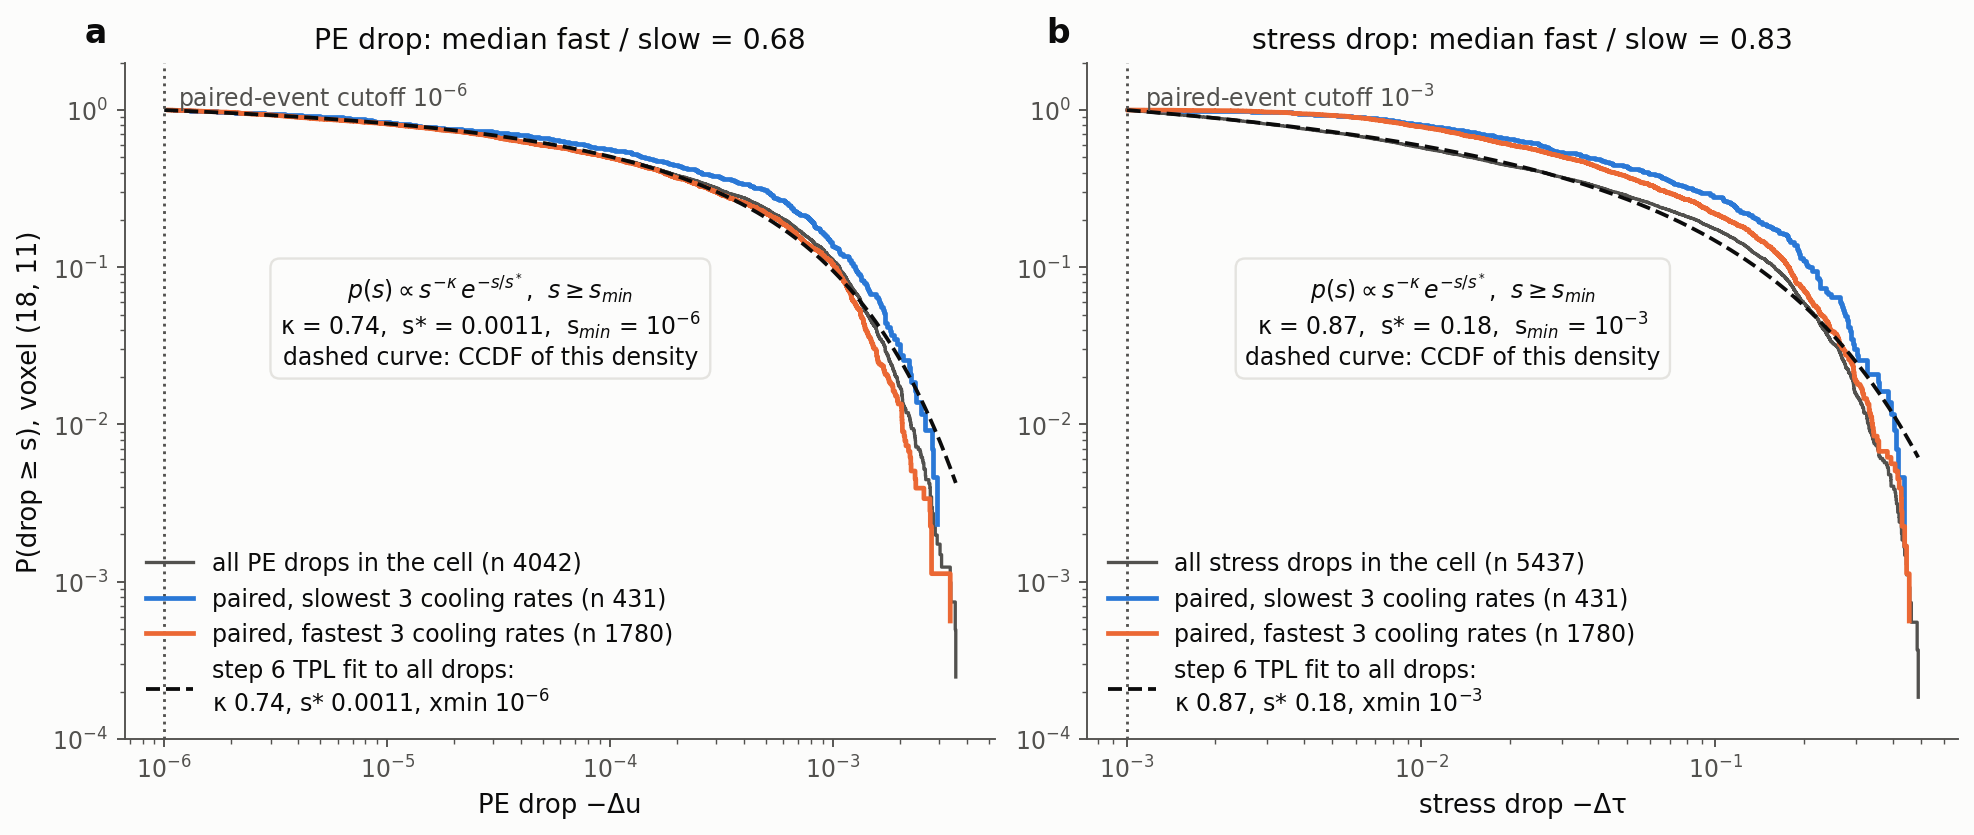 a
PE drop: median fast / slow = 0.68
paired-event cutoff 10⁻⁶
P(drop ≥ s), voxel (18, 11)
10⁰
10⁻¹
10⁻²
10⁻³
10⁻⁴
p(s) ∝ s^{−κ} e^{−s/s*}, s ≥ s_{min}
κ = 0.74, s* = 0.0011, s_{min} = 10⁻⁶
dashed curve: CCDF of this density
all PE drops in the cell (n 4042)
paired, slowest 3 cooling rates (n 431)
paired, fastest 3 cooling rates (n 1780)
step 6 TPL fit to all drops:
κ 0.74, s* 0.0011, xmin 10⁻⁶
10⁻⁶ 10⁻⁵ 10⁻⁴ 10⁻³
PE drop −Δu
b
stress drop: median fast / slow = 0.83
paired-event cutoff 10⁻³
10⁰
10⁻¹
10⁻²
10⁻³
10⁻⁴
p(s) ∝ s^{−κ} e^{−s/s*}, s ≥ s_{min}
κ = 0.87, s* = 0.18, s_{min} = 10⁻³
dashed curve: CCDF of this density
all stress drops in the cell (n 5437)
paired, slowest 3 cooling rates (n 431)
paired, fastest 3 cooling rates (n 1780)
step 6 TPL fit to all drops:
κ 0.87, s* 0.18, xmin 10⁻³
10⁻³ 10⁻² 10⁻¹
stress drop −Δτ